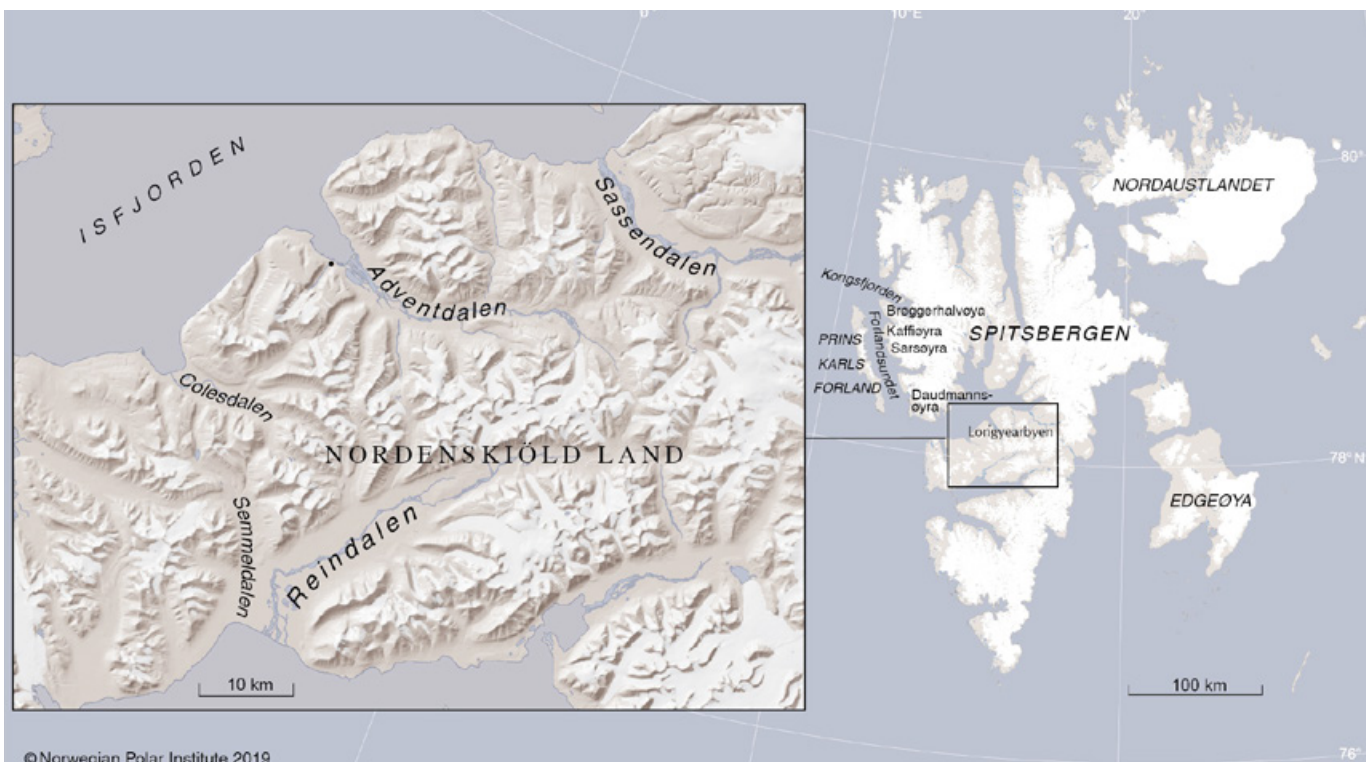 0°
10°E
20°
80°
ISFJORDEN
Sassendalen
Adventdalen
Colesdalen
NORDENSKIÖLD LAND
Semmeldalen
Reindalen
10 km
NORDAUSTLANDET
Kongsfjorden
Brøggerhalvøya
Forlandsundet
Kaffiøyra
Sarsøyra
SPITSBERGEN
PRINS
KARLS
FORLAND
Daudmanns-
øyra
Longyearbyen
78° N
EDGEØYA
100 km
76°
©Norwegian Polar Institute 2019